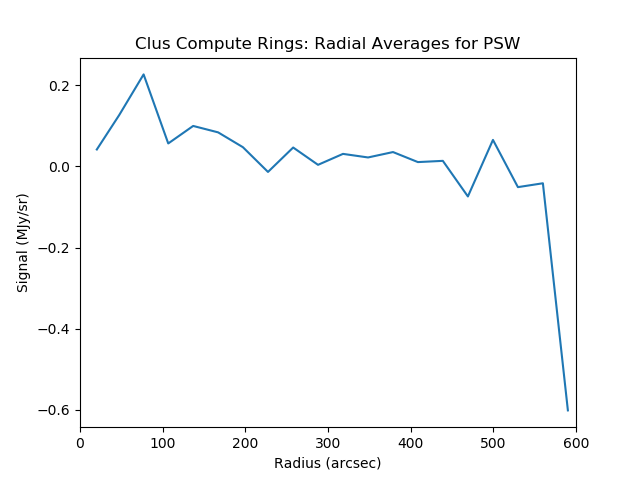 Clus Compute Rings: Radial Averages for PSW
Signal (MJy/sr)
0.2
0.0
−0.2
−0.4
−0.6
0 100 200 300 400 500 600
Radius (arcsec)